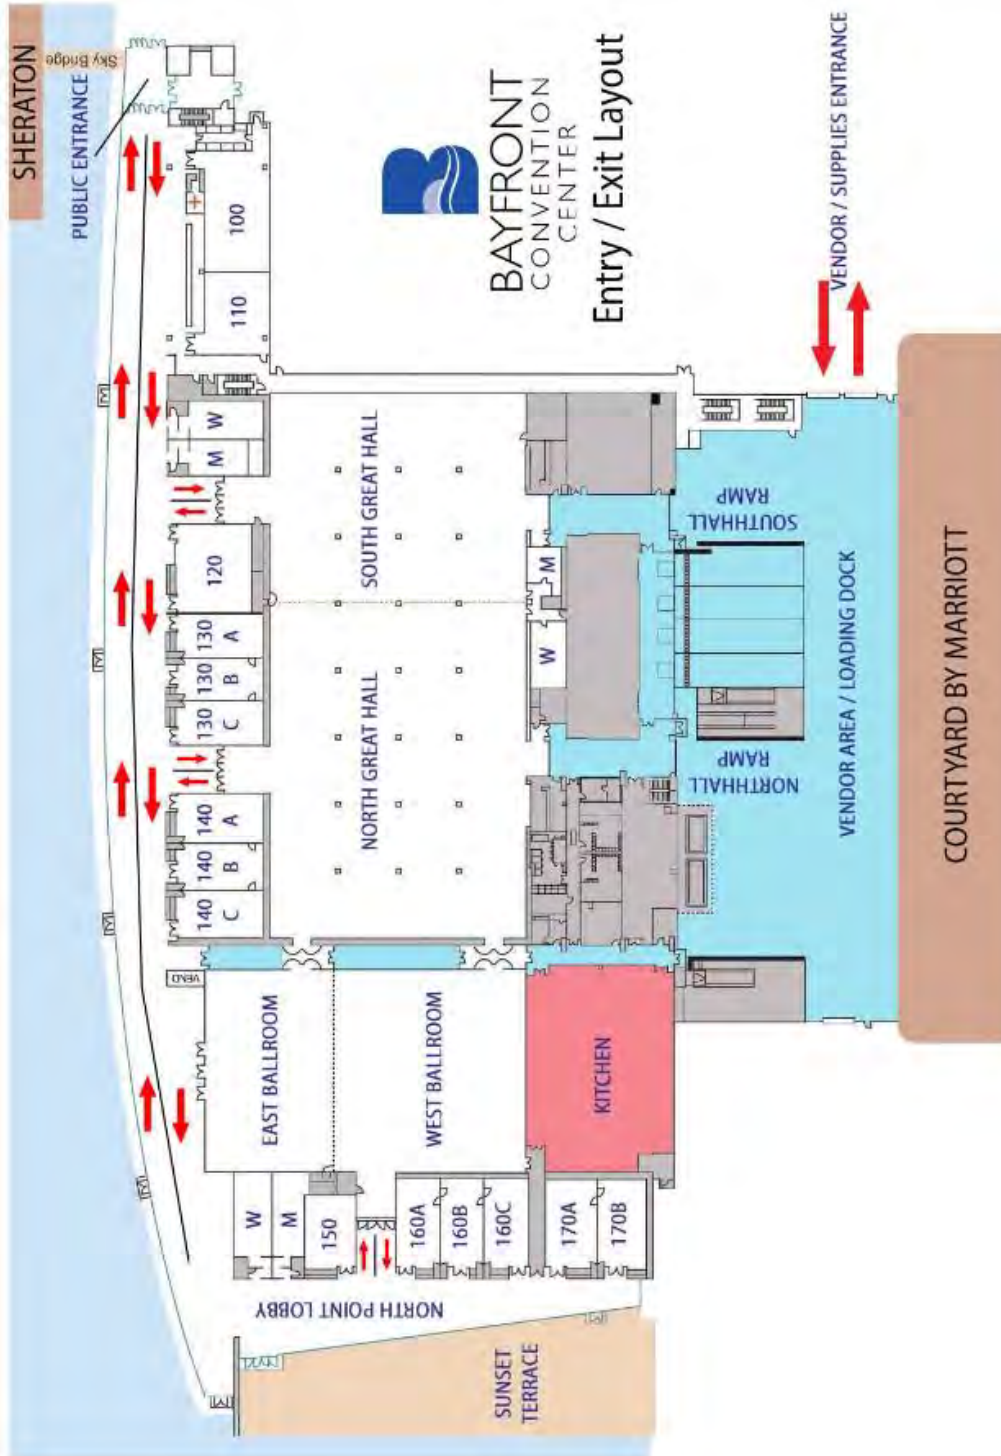 SHERATON
Sky Bridge
PUBLIC ENTRANCE
BAYFRONT
CONVENTION
CENTER
Entry / Exit Layout
VENDOR / SUPPLIES ENTRANCE
100
110
W
M
120
130
A
130
B
130
C
140
A
140
B
140
C
SOUTH GREAT HALL
NORTH GREAT HALL
M
W
SOUTHHALL
RAMP
NORTHHALL
RAMP
VENDOR AREA / LOADING DOCK
COURTYARD BY MARRIOTT
VEND
EAST BALLROOM
WEST BALLROOM
KITCHEN
W
M
150
160A
160B
160C
170A
170B
NORTH POINT LOBBY
SUNSET
TERRACE